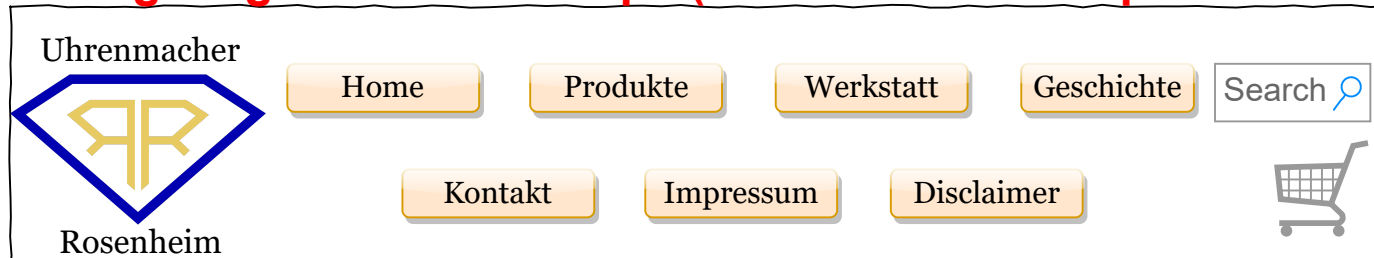 Uhrenmacher
Home Produkte Werkstatt Geschichte Search
Kontakt Impressum Disclaimer
Rosenheim